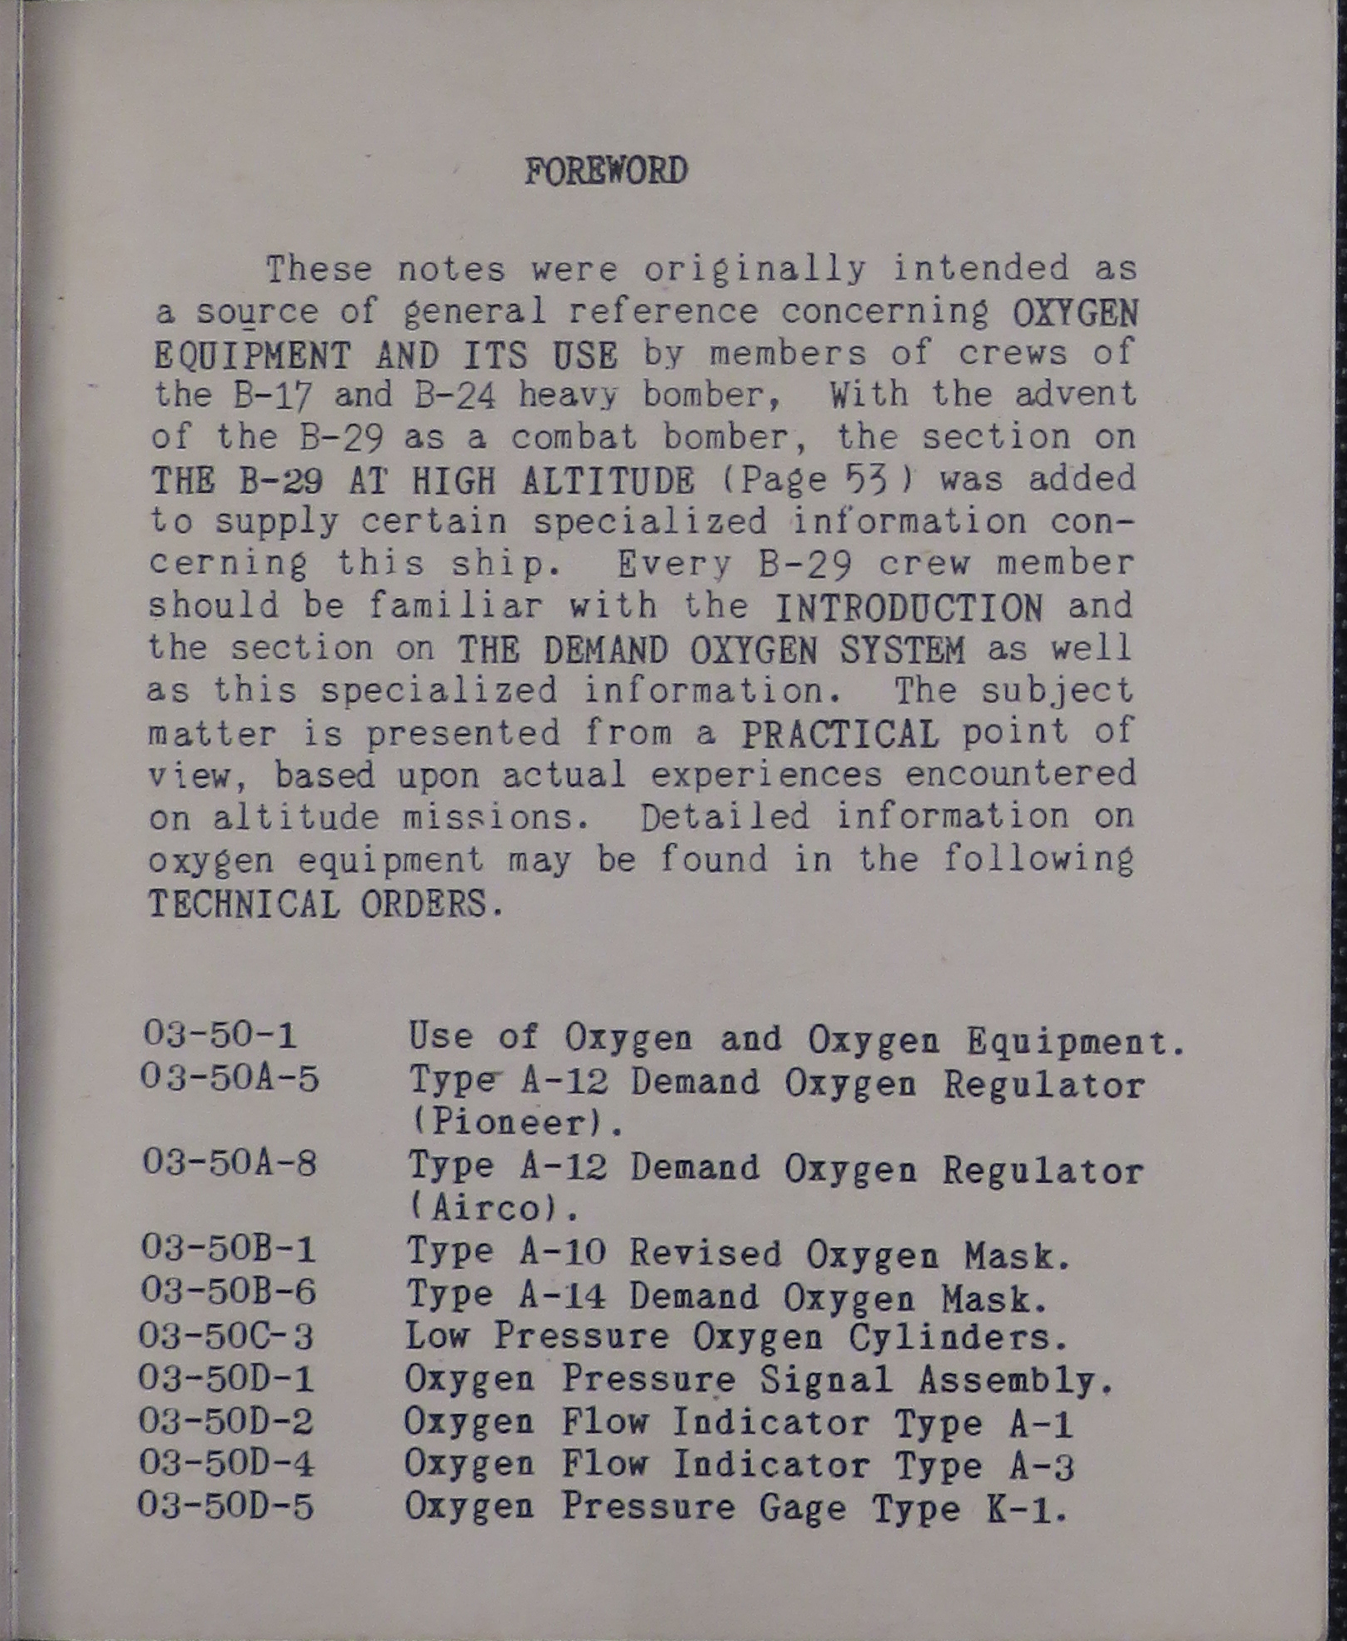 FOREWORD
These notes were originally intended as
a source of general reference concerning OXYGEN
EQUIPMENT AND ITS USE by members of crews of
the B-17 and B-24 heavy bomber, With the advent
of the B-29 as a combat bomber, the section on
THE B-29 AT HIGH ALTITUDE (Page 53) was added
to supply certain specialized information con-
cerning this ship. Every B-29 crew member
should be familiar with the INTRODUCTION and
the section on THE DEMAND OXYGEN SYSTEM as well
as this specialized information. The subject
matter is presented from a PRACTICAL point of
view, based upon actual experiences encountered
on altitude missions. Detailed information on
oxygen equipment may be found in the following
TECHNICAL ORDERS.
03-50-1 Use of Oxygen and Oxygen Equipment.
03-50A-5 Type A-12 Demand Oxygen Regulator
(Pioneer).
03-50A-8 Type A-12 Demand Oxygen Regulator
(Airco).
03-50B-1 Type A-10 Revised Oxygen Mask.
03-50B-6 Type A-14 Demand Oxygen Mask.
03-50C-3 Low Pressure Oxygen Cylinders.
03-50D-1 Oxygen Pressure Signal Assembly.
03-50D-2 Oxygen Flow Indicator Type A-1
03-50D-4 Oxygen Flow Indicator Type A-3
03-50D-5 Oxygen Pressure Gage Type K-1.